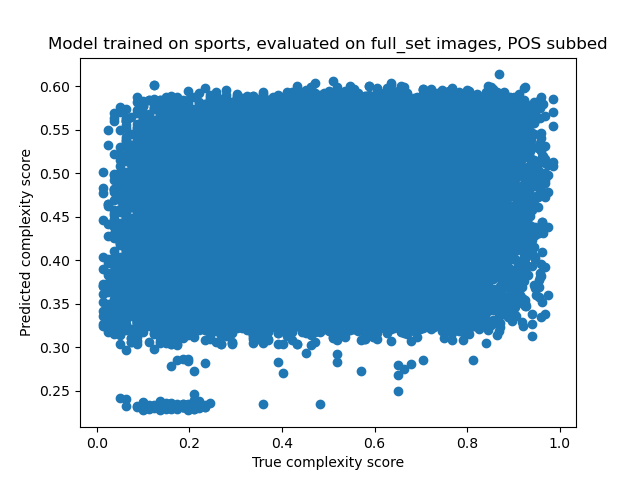 Model trained on sports, evaluated on full_set images, POS subbed
0.60
0.55
0.50
0.45
0.40
0.35
0.30
0.25
Predicted complexity score
0.0 0.2 0.4 0.6 0.8 1.0
True complexity score